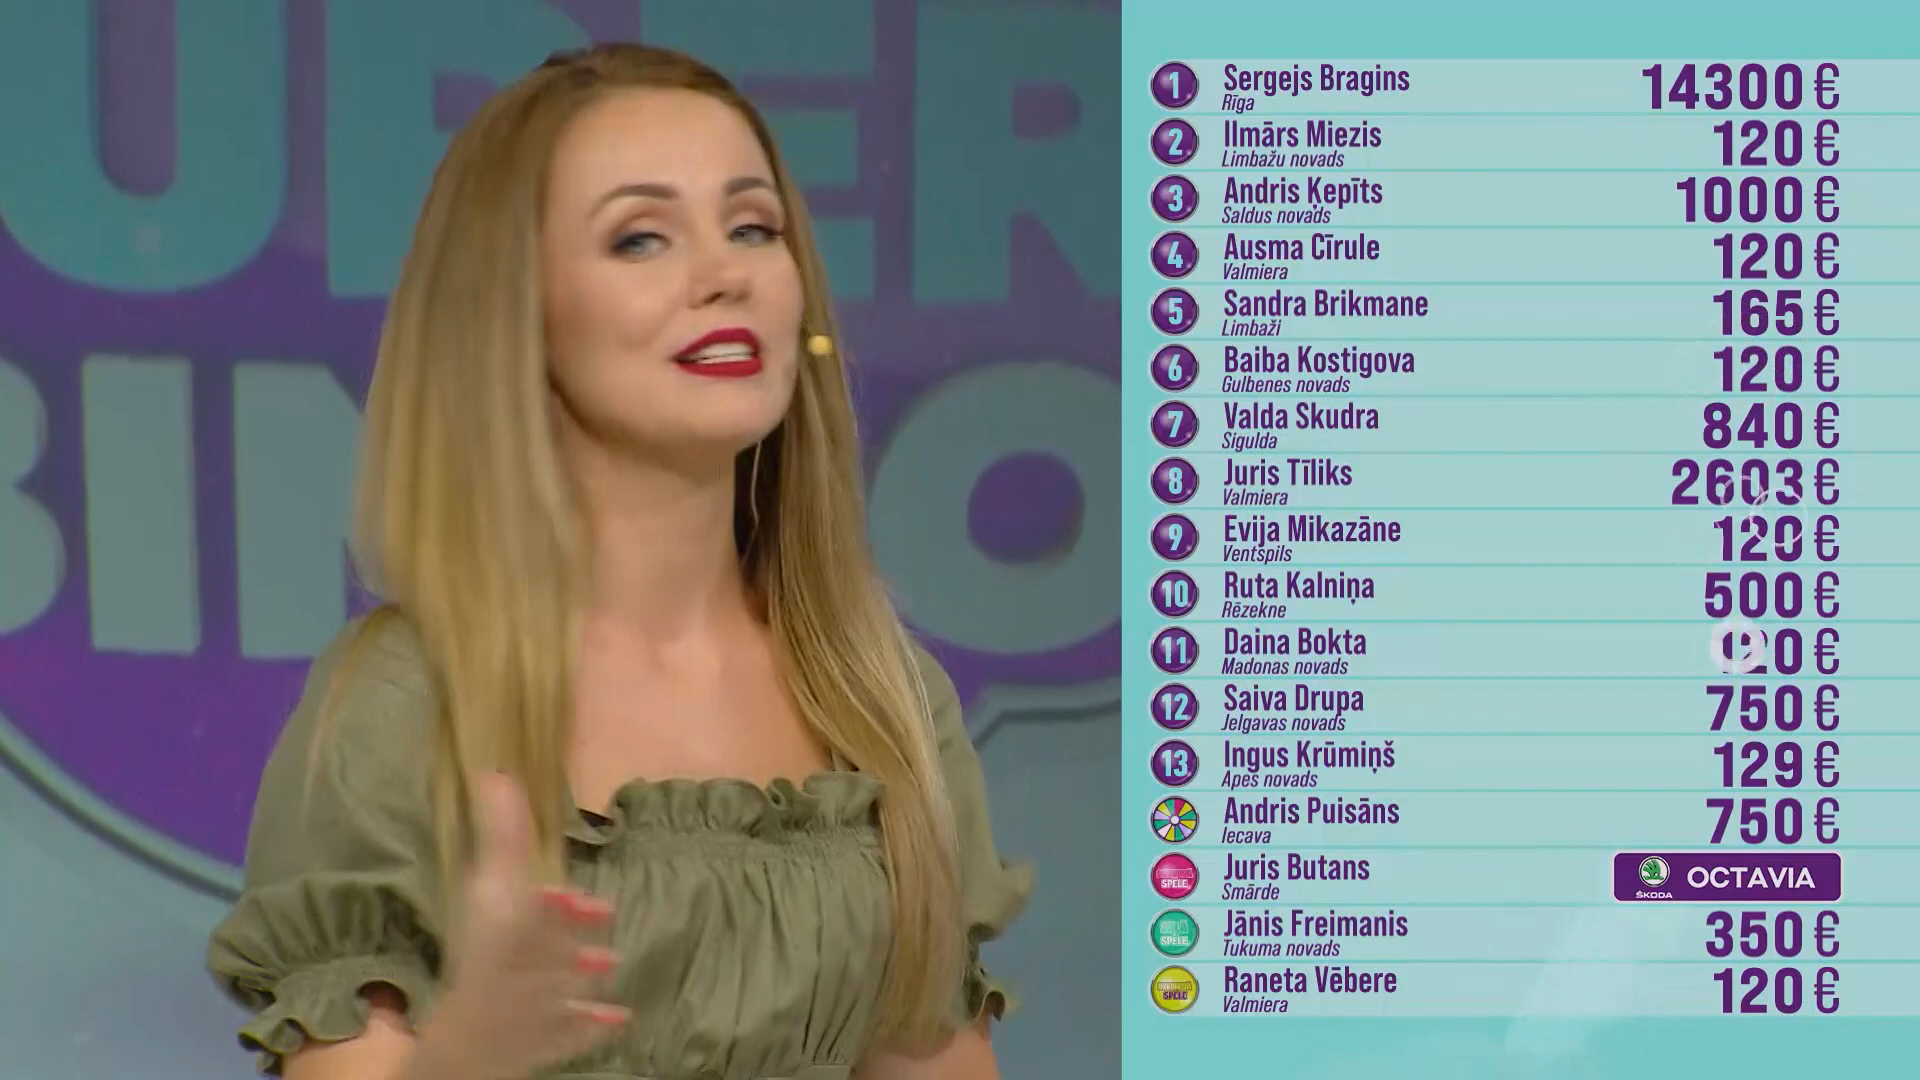 UBER
BINGO
1 Sergejs Bragins 14300 €
Rīga
2 Ilmārs Miezis 120 €
Limbažu novads
3 Andris Ķepīts 1000 €
Saldus novads
4 Ausma Cīrule 120 €
Valmiera
5 Sandra Brikmane 165 €
Limbaži
6 Baiba Kostigova 120 €
Gulbenes novads
7 Valda Skudra 840 €
Sigulda
8 Juris Tīliks 2603 €
Valmiera
9 Evija Mikazāne 120 €
Ventspils
10 Ruta Kalniņa 500 €
Rēzekne
11 Daina Bokta 120 €
Madonas novads
12 Saiva Drupa 750 €
Jelgavas novads
13 Ingus Krūmiņš 129 €
Apes novads
Andris Puisāns 750 €
Iecava
SPĒLE Juris Butans ŠKODA OCTAVIA
Smārde
SPĒLE Jānis Freimanis 350 €
Tukuma novads
SPĒLE Raneta Vēbere 120 €
Valmiera